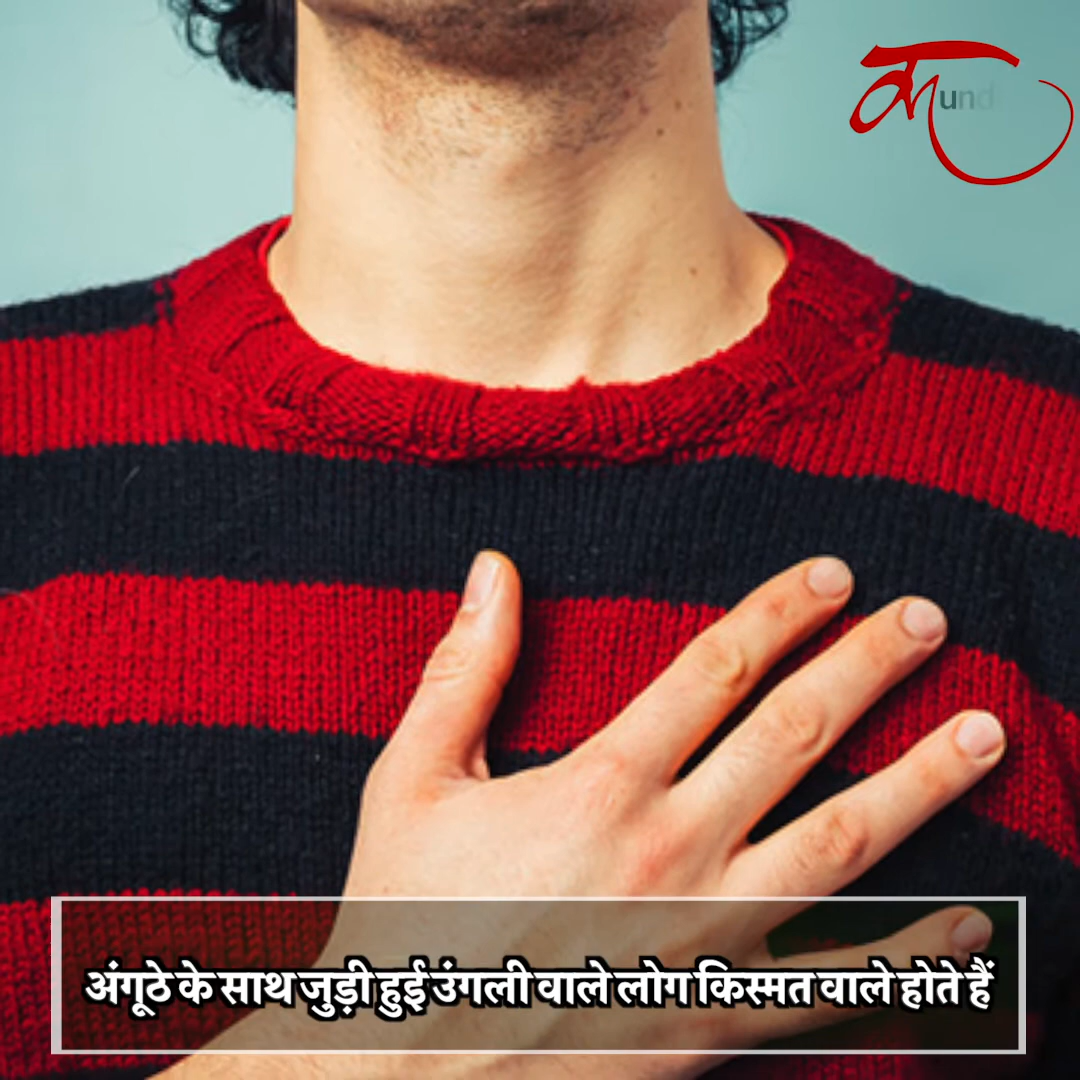 अंगूठे के साथ जुड़ी हुई उंगली वाले लोग किस्मत वाले होते हैं